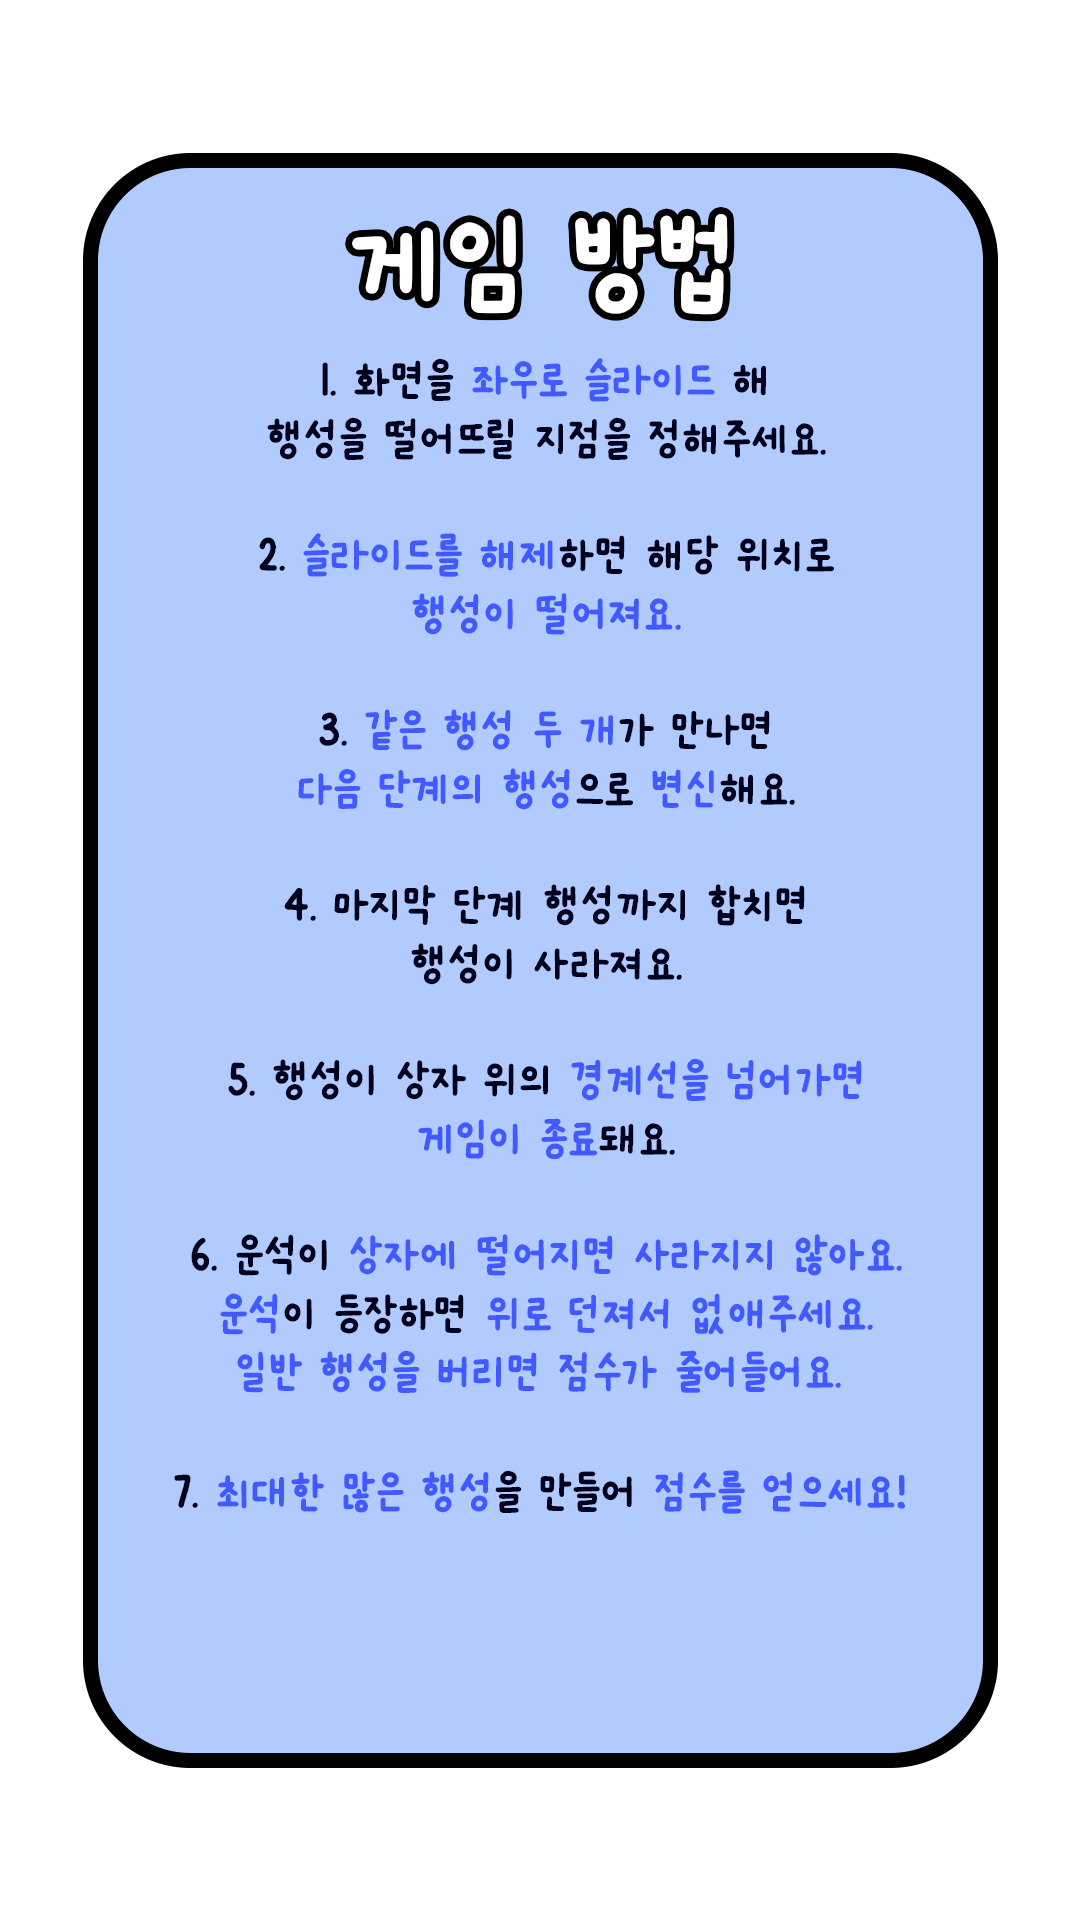 게임 방법
1. 화면을 좌우로 슬라이드 해
행성을 떨어뜨릴 지점을 정해주세요.
2. 슬라이드를 해제하면 해당 위치로
행성이 떨어져요.
3. 같은 행성 두 개가 만나면
다음 단계의 행성으로 변신해요.
4. 마지막 단계 행성까지 합치면
행성이 사라져요.
5. 행성이 상자 위의 경계선을 넘어가면
게임이 종료돼요.
6. 운석이 상자에 떨어지면 사라지지 않아요.
운석이 등장하면 위로 던져서 없애주세요.
일반 행성을 버리면 점수가 줄어들어요.
7. 최대한 많은 행성을 만들어 점수를 얻으세요!